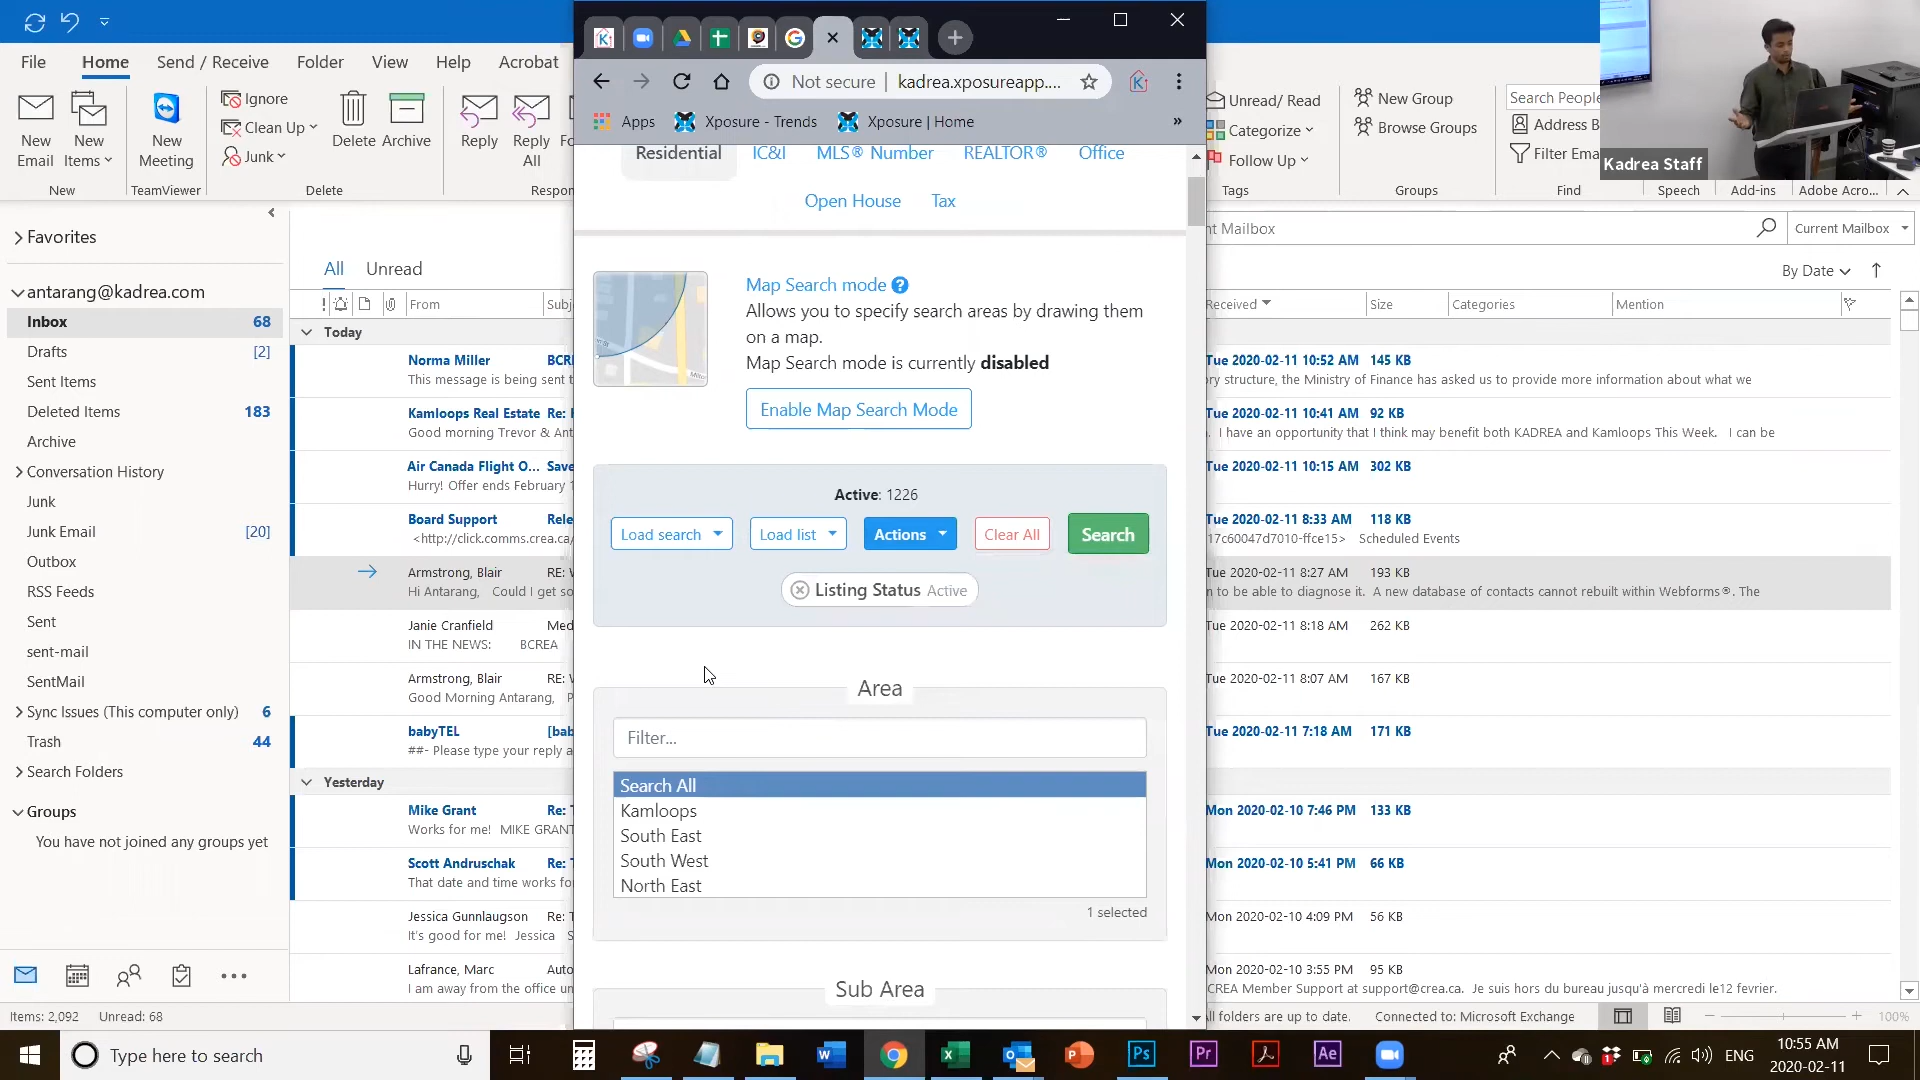 File Home Send / Receive Folder View Help Acrobat
New Email
New Items
New Meeting
Ignore
Clean Up
Junk
Delete
Archive
Reply
Reply All
New
TeamViewer
Delete
Respon
Not secure | kadrea.xposureapp....
Apps Xposure - Trends Xposure | Home »
Unread/ Read
Categorize
Follow Up
New Group
Browse Groups
Search People
Address B
Filter Ema
Tags Groups Find Speech Add-ins Adobe Acro...
Kadrea Staff
Favorites
antarang@kadrea.com
Inbox 68
Drafts [2]
Sent Items
Deleted Items 183
Archive
Conversation History
Junk
Junk Email [20]
Outbox
RSS Feeds
Sent
sent-mail
SentMail
Sync Issues (This computer only) 6
Trash 44
Search Folders
Groups
You have not joined any groups yet
Items: 2,092 Unread: 68
All Unread
From Subj
Today
Norma Miller BCRE
This message is being sent t
Kamloops Real Estate Re: 
Good morning Trevor & Ant
Air Canada Flight O... Save
Hurry! Offer ends February 1
Board Support Rele
<http://click.comms.crea.ca/
Armstrong, Blair RE: W
Hi Antarang, Could I get so
Janie Cranfield Med
IN THE NEWS: BCREA
Armstrong, Blair RE: W
Good Morning Antarang, P
babyTEL [bab
##- Please type your reply a
Yesterday
Mike Grant Re: T
Works for me! MIKE GRANT
Scott Andruschak Re: T
That date and time works fo
Jessica Gunnlaugson Re: T
It's good for me! Jessica S
Lafrance, Marc Auto
I am away from the office un
Residential IC&I MLS® Number REALTOR® Office
Open House Tax
Map Search mode
Allows you to specify search areas by drawing them
on a map.
Map Search mode is currently disabled
Enable Map Search Mode
Active: 1226
Load search Load list Actions Clear All Search
Listing Status Active
Area
Filter...
Search All
Kamloops
South East
South West
North East
1 selected
Sub Area
nt Mailbox Current Mailbox
By Date
Received Size Categories Mention
Tue 2020-02-11 10:52 AM 145 KB
ory structure, the Ministry of Finance has asked us to provide more information about what we
Tue 2020-02-11 10:41 AM 92 KB
I have an opportunity that I think may benefit both KADREA and Kamloops This Week. I can be
Tue 2020-02-11 10:15 AM 302 KB
Tue 2020-02-11 8:33 AM 118 KB
17c60047d7010-ffce15> Scheduled Events
Tue 2020-02-11 8:27 AM 193 KB
n to be able to diagnose it. A new database of contacts cannot rebuilt within Webforms®. The
Tue 2020-02-11 8:18 AM 262 KB
Tue 2020-02-11 8:07 AM 167 KB
Tue 2020-02-11 7:18 AM 171 KB
Mon 2020-02-10 7:46 PM 133 KB
Mon 2020-02-10 5:41 PM 66 KB
Mon 2020-02-10 4:09 PM 56 KB
Mon 2020-02-10 3:55 PM 95 KB
CREA Member Support at support@crea.ca. Je suis hors du bureau jusqu'à mercredi le12 fevrier.
ll folders are up to date. Connected to: Microsoft Exchange 100%
Type here to search
ENG
10:55 AM
2020-02-11